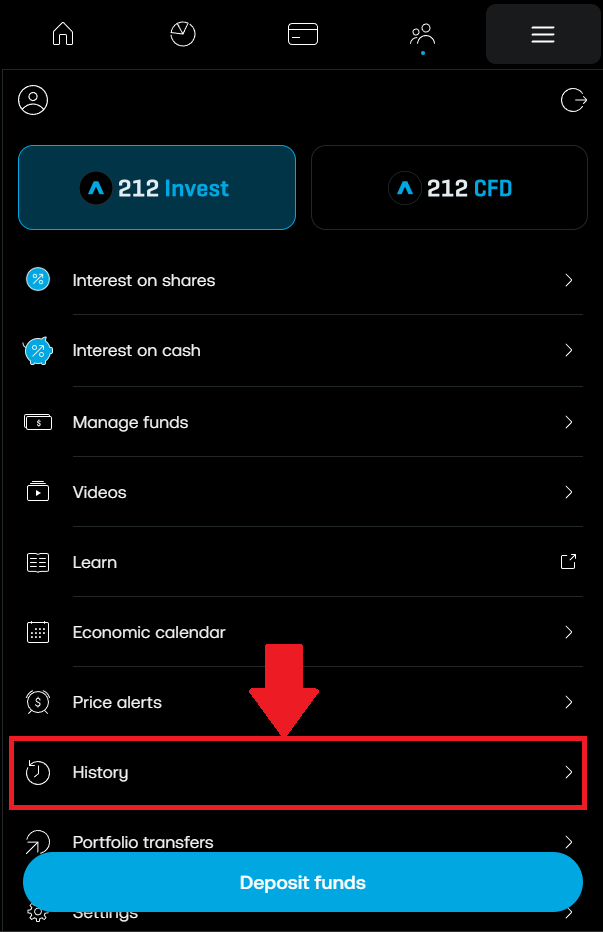 212 Invest
212 CFD
Interest on shares
Interest on cash
Manage funds
Videos
Learn
Economic calendar
Price alerts
History
Portfolio transfers
Deposit funds
Settings